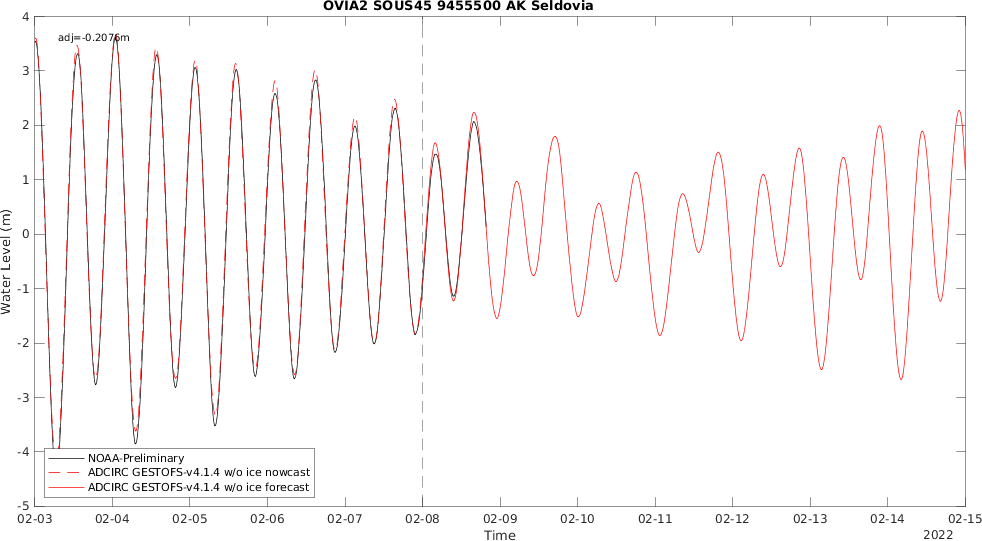 OVIA2 SOUS45 9455500 AK Seldovia
adj=-0.2076m
4
3
2
1
0
-1
-2
-3
-4
-5
Water Level (m)
NOAA-Preliminary
ADCIRC GESTOFS-v4.1.4 w/o ice nowcast
ADCIRC GESTOFS-v4.1.4 w/o ice forecast
02-03 02-04 02-05 02-06 02-07 02-08 02-09 02-10 02-11 02-12 02-13 02-14 02-15
Time
2022